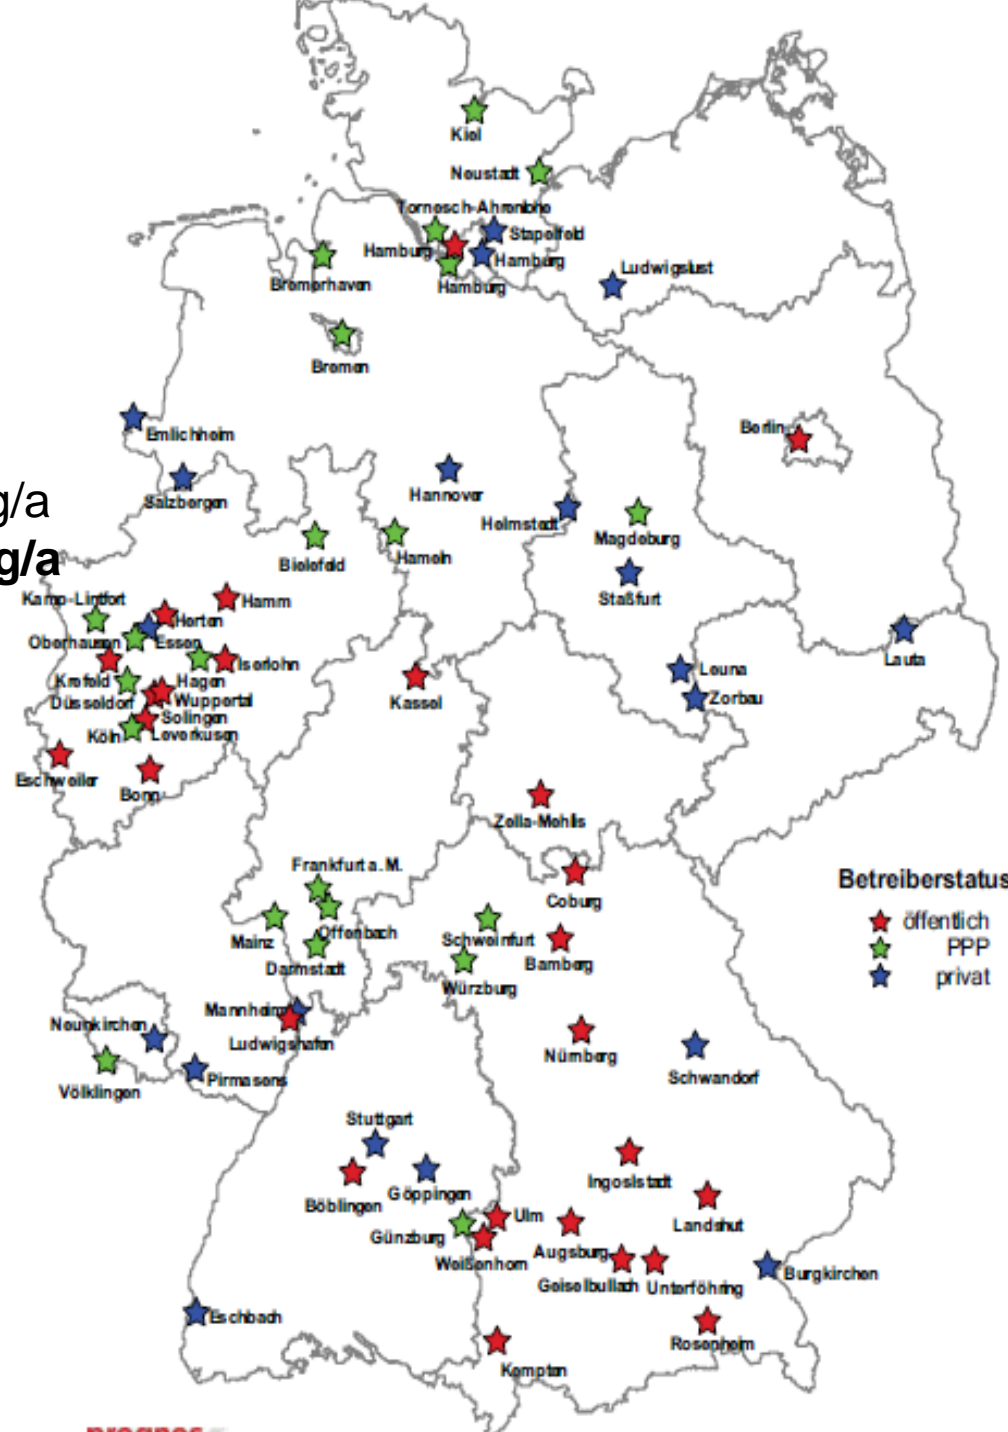 Kiel
Neustadt
Tornesch-Ahrenlohe
Stapelfeld
Hamburg
Hamburg
Hamburg
Ludwigslust
Bremerhaven
Bremen
Emlichheim
Berlin
Salzbergen
Hannover
g/a
Helmstedt
Magdeburg
Bielefeld
Hameln
g/a
Staßfurt
Kamp-Lintfort
Hamm
Herten
Oberhausen
Essen
Iserlohn
Lauta
Leuna
Krefeld
Hagen
Düsseldorf
Wuppertal
Kassel
Zorbau
Solingen
Köln
Leverkusen
Eschweiler
Bonn
Zella-Mehlis
Frankfurt a. M.
Betreiberstatus
Coburg
öffentlich
Offenbach
Mainz
Schweinfurt
PPP
Darmstadt
Bamberg
privat
Würzburg
Mannheim
Neunkirchen
Ludwigshafen
Nürnberg
Pirmasens
Schwandorf
Völklingen
Stuttgart
Ingoslstadt
Göppingen
Böblingen
Ulm
Landshut
Günzburg
Augsburg
Weißenhorn
Burgkirchen
Geiselbullach
Unterföhring
Eschbach
Rosenheim
Kempten
prognos